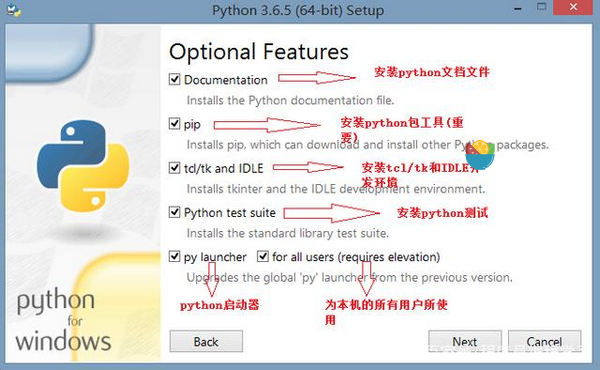 Python 3.6.5 (64-bit) Setup
Optional Features
Documentation
安装python文档文件
Installs the Python documentation file.
pip
安装python包工具(重
要)
Installs pip, which can download and install other Python packages.
tcl/tk and IDLE
安装tcl/tk和IDLE开
发环境
Installs tkinter and the IDLE development environment.
Python test suite
安装python测试
Installs the standard library test suite.
py launcher
for all users (requires elevation)
Upgrades the global 'py' launcher from the previous version.
python启动器
为本机的所有用户所使
用
python
for
windows
Back
Next
Cancel